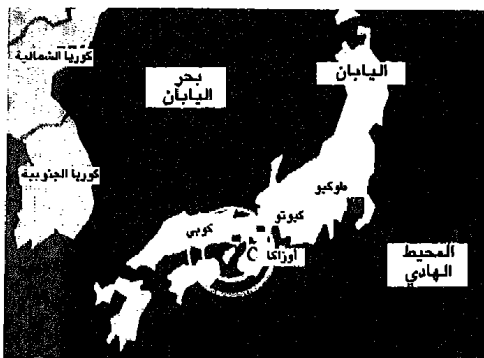 كوريا الشمالية
بحر
اليابان
اليابان
كوريا الجنوبية
طوكيو
كيوتو
كوبي
أوزاكا
المحيط
الهادي